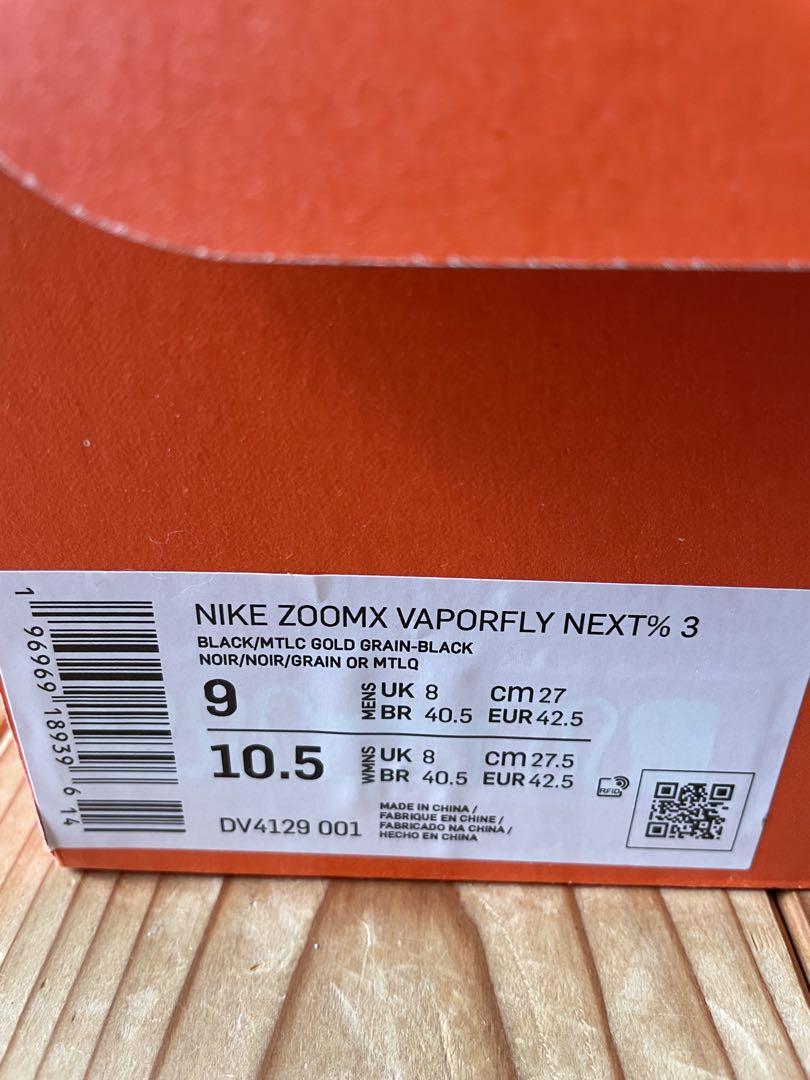 NIKE ZOOMX VAPORFLY NEXT% 3
BLACK/MTLC GOLD GRAIN-BLACK
NOIR/NOIR/GRAIN OR MTLQ
9 MENS UK 8 cm 27
BR 40.5 EUR 42.5
10.5 WMNS UK 8 cm 27.5
BR 40.5 EUR 42.5
RFID
DV4129 001
MADE IN CHINA /
FABRIQUE EN CHINE /
FABRICADO NA CHINA /
HECHO EN CHINA
1 96969 18939 6 14